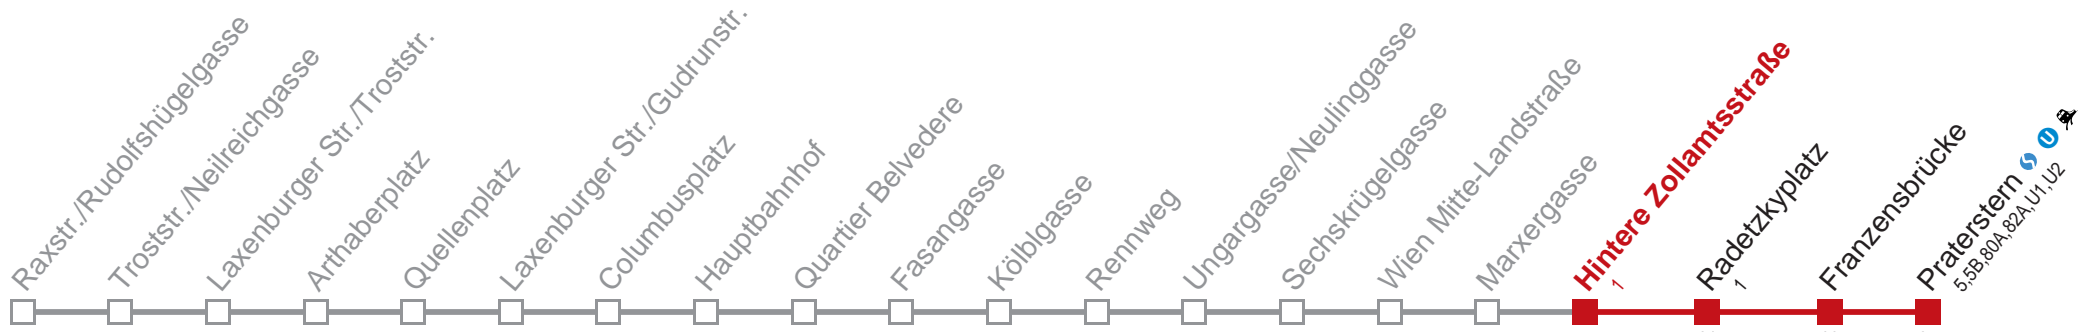 Raxstr./Rudolfshügelgasse
Troststr./Neilreichgasse
Laxenburger Str./Troststr.
Arthaberplatz
Quellenplatz
Laxenburger Str./Gudrunstr.
Columbusplatz
Hauptbahnhof
Quartier Belvedere
Fasangasse
Kölblgasse
Rennweg
Ungargasse/Neulinggasse
Sechskrügelgasse
Wien Mitte-Landstraße
Marxergasse
Hintere Zollamtsstraße
1
Radetzkyplatz
1
Franzensbrücke
Praterstern S U
5,5B,80A,82A,U1,U2